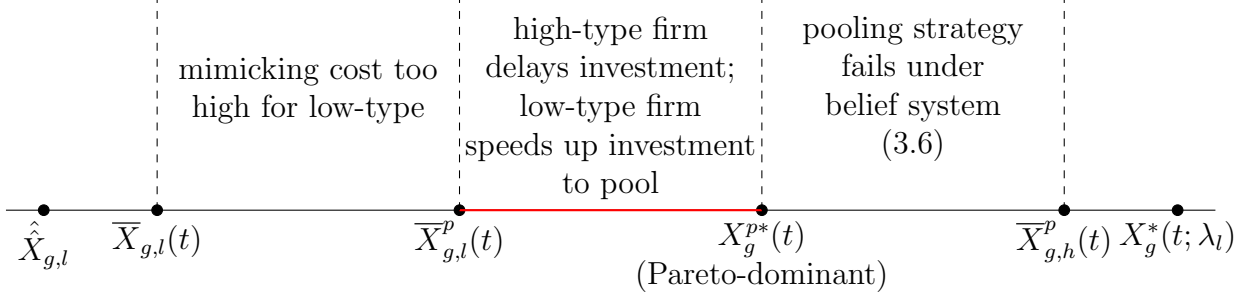 mimicking cost too
high for low-type
high-type firm
delays investment;
low-type firm
speeds up investment
to pool
pooling strategy
fails under
belief system
(3.6)
$\hat{\hat{X}}_{g,l}$
$\overline{X}_{g,l}(t)$
$\overline{X}^{p}_{g,l}(t)$
$X^{p*}_{g}(t)$
(Pareto-dominant)
$\overline{X}^{p}_{g,h}(t)$
$X^{*}_{g}(t;\lambda_l)$